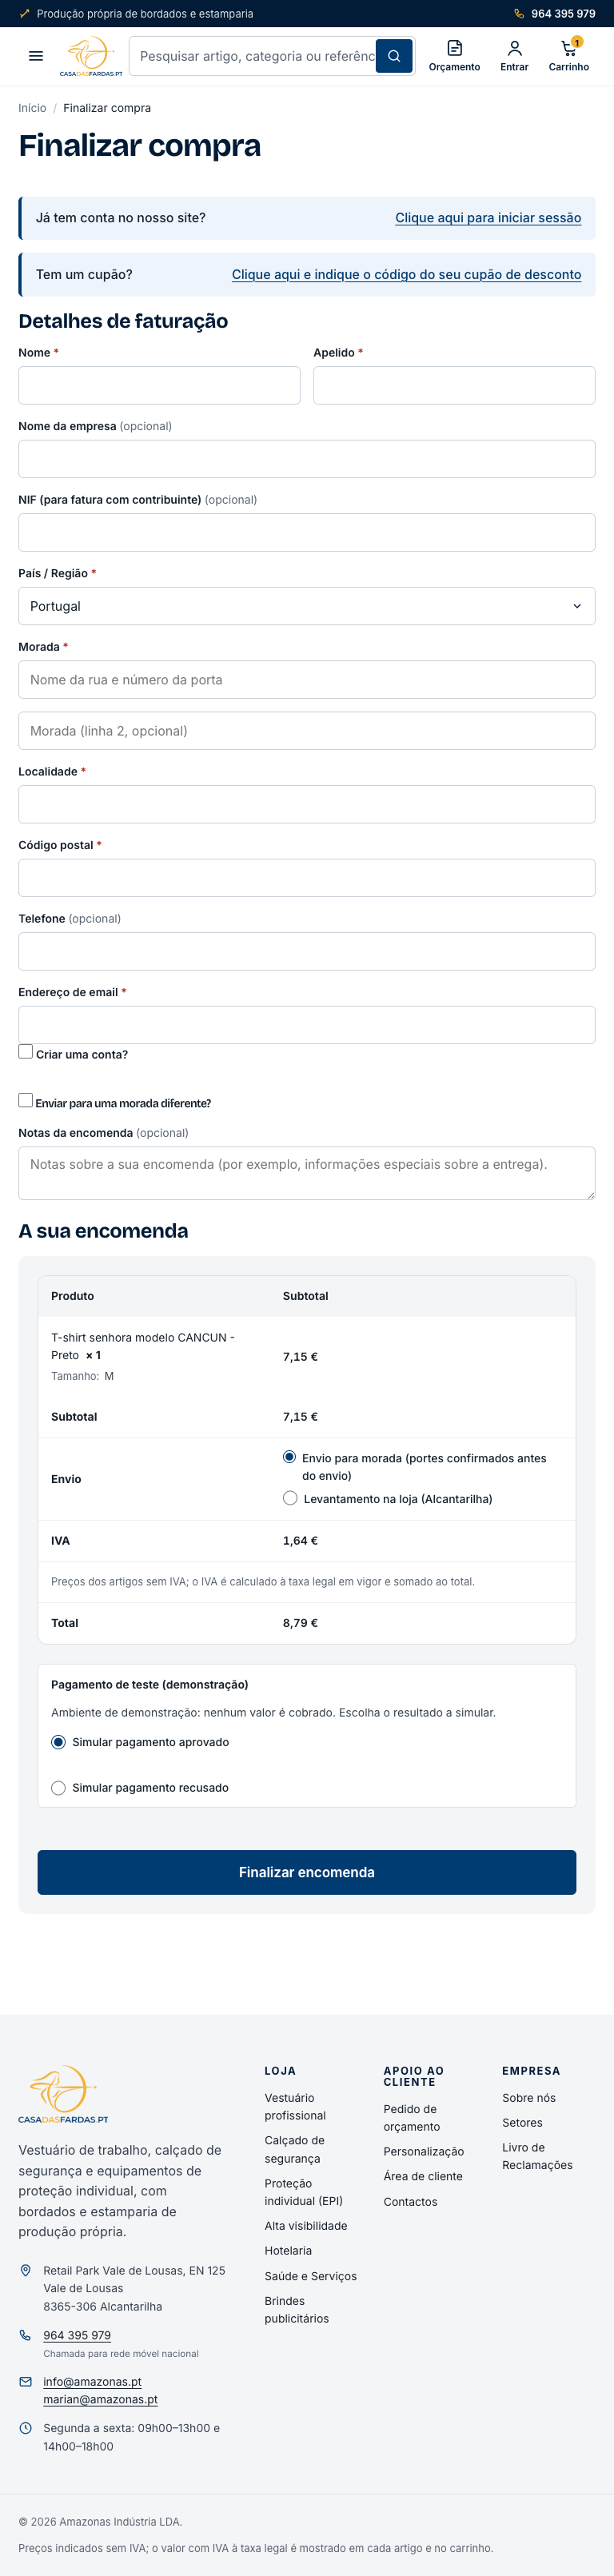 Produção própria de bordados e estamparia
964 395 979
CASADASFARDAS.PT
Pesquisar artigo, categoria ou referênc
Orçamento
Entrar
1
Carrinho
Início / Finalizar compra
Finalizar compra
Já tem conta no nosso site?
Clique aqui para iniciar sessão
Tem um cupão?
Clique aqui e indique o código do seu cupão de desconto
Detalhes de faturação
Nome *
Apelido *
Nome da empresa (opcional)
NIF (para fatura com contribuinte) (opcional)
País / Região *
Portugal
Morada *
Nome da rua e número da porta
Morada (linha 2, opcional)
Localidade *
Código postal *
Telefone (opcional)
Endereço de email *
Criar uma conta?
Enviar para uma morada diferente?
Notas da encomenda (opcional)
Notas sobre a sua encomenda (por exemplo, informações especiais sobre a entrega).
A sua encomenda
Produto
Subtotal
T-shirt senhora modelo CANCUN -
Preto × 1
Tamanho: M
7,15 €
Subtotal
7,15 €
Envio
Envio para morada (portes confirmados antes
do envio)
Levantamento na loja (Alcantarilha)
IVA
1,64 €
Preços dos artigos sem IVA; o IVA é calculado à taxa legal em vigor e somado ao total.
Total
8,79 €
Pagamento de teste (demonstração)
Ambiente de demonstração: nenhum valor é cobrado. Escolha o resultado a simular.
Simular pagamento aprovado
Simular pagamento recusado
Finalizar encomenda
CASADASFARDAS.PT
Vestuário de trabalho, calçado de
segurança e equipamentos de
proteção individual, com
bordados e estamparia de
produção própria.
Retail Park Vale de Lousas, EN 125
Vale de Lousas
8365-306 Alcantarilha
964 395 979
Chamada para rede móvel nacional
info@amazonas.pt
marian@amazonas.pt
Segunda a sexta: 09h00–13h00 e
14h00–18h00
LOJA
Vestuário
profissional
Calçado de
segurança
Proteção
individual (EPI)
Alta visibilidade
Hotelaria
Saúde e Serviços
Brindes
publicitários
APOIO AO
CLIENTE
Pedido de
orçamento
Personalização
Área de cliente
Contactos
EMPRESA
Sobre nós
Setores
Livro de
Reclamações
© 2026 Amazonas Indústria LDA.
Preços indicados sem IVA; o valor com IVA à taxa legal é mostrado em cada artigo e no carrinho.